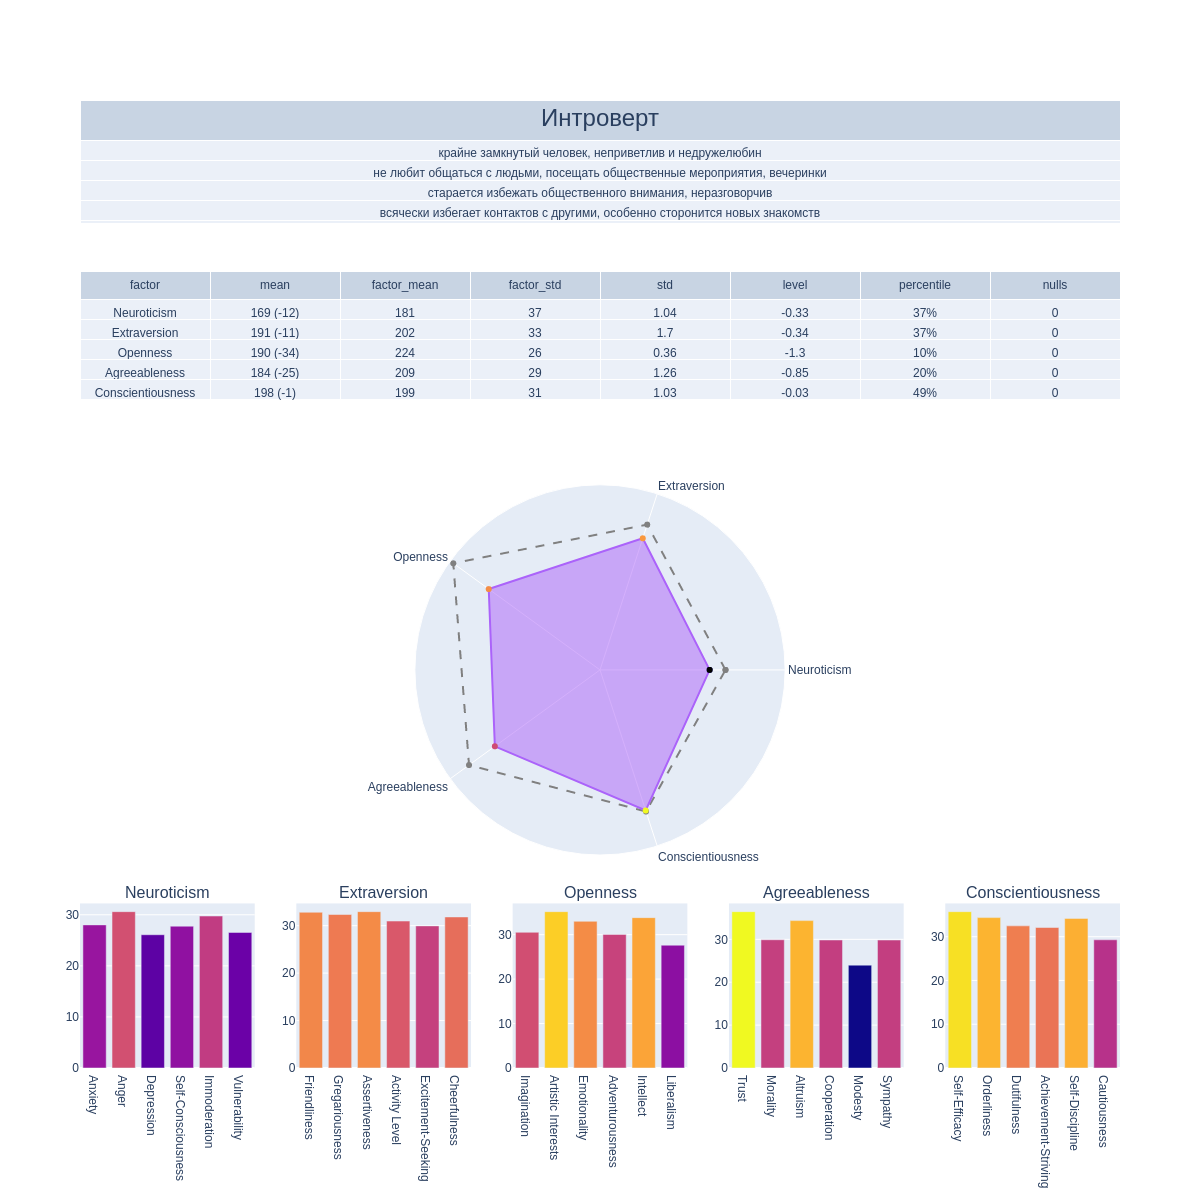 Интроверт
крайне замкнутый человек, неприветлив и недружелюбин
не любит общаться с людьми, посещать общественные мероприятия, вечеринки
старается избежать общественного внимания, неразговорчив
всячески избегает контактов с другими, особенно сторонится новых знакомств
factor mean factor_mean factor_std std level percentile nulls
Neuroticism 169 (-12) 181 37 1.04 -0.33 37% 0
Extraversion 191 (-11) 202 33 1.7 -0.34 37% 0
Openness 190 (-34) 224 26 0.36 -1.3 10% 0
Agreeableness 184 (-25) 209 29 1.26 -0.85 20% 0
Conscientiousness 198 (-1) 199 31 1.03 -0.03 49% 0
Extraversion
Openness
Neuroticism
Agreeableness
Conscientiousness
Neuroticism
30
20
10
0
Anxiety
Anger
Depression
Self-Consciousness
Immoderation
Vulnerability
Extraversion
30
20
10
0
Friendliness
Gregariousness
Assertiveness
Activity Level
Excitement-Seeking
Cheerfulness
Openness
30
20
10
0
Imagination
Artistic Interests
Emotionality
Adventurousness
Intellect
Liberalism
Agreeableness
30
20
10
0
Trust
Morality
Altruism
Cooperation
Modesty
Sympathy
Conscientiousness
30
20
10
0
Self-Efficacy
Orderliness
Dutifulness
Achievement-Striving
Self-Discipline
Cautiousness